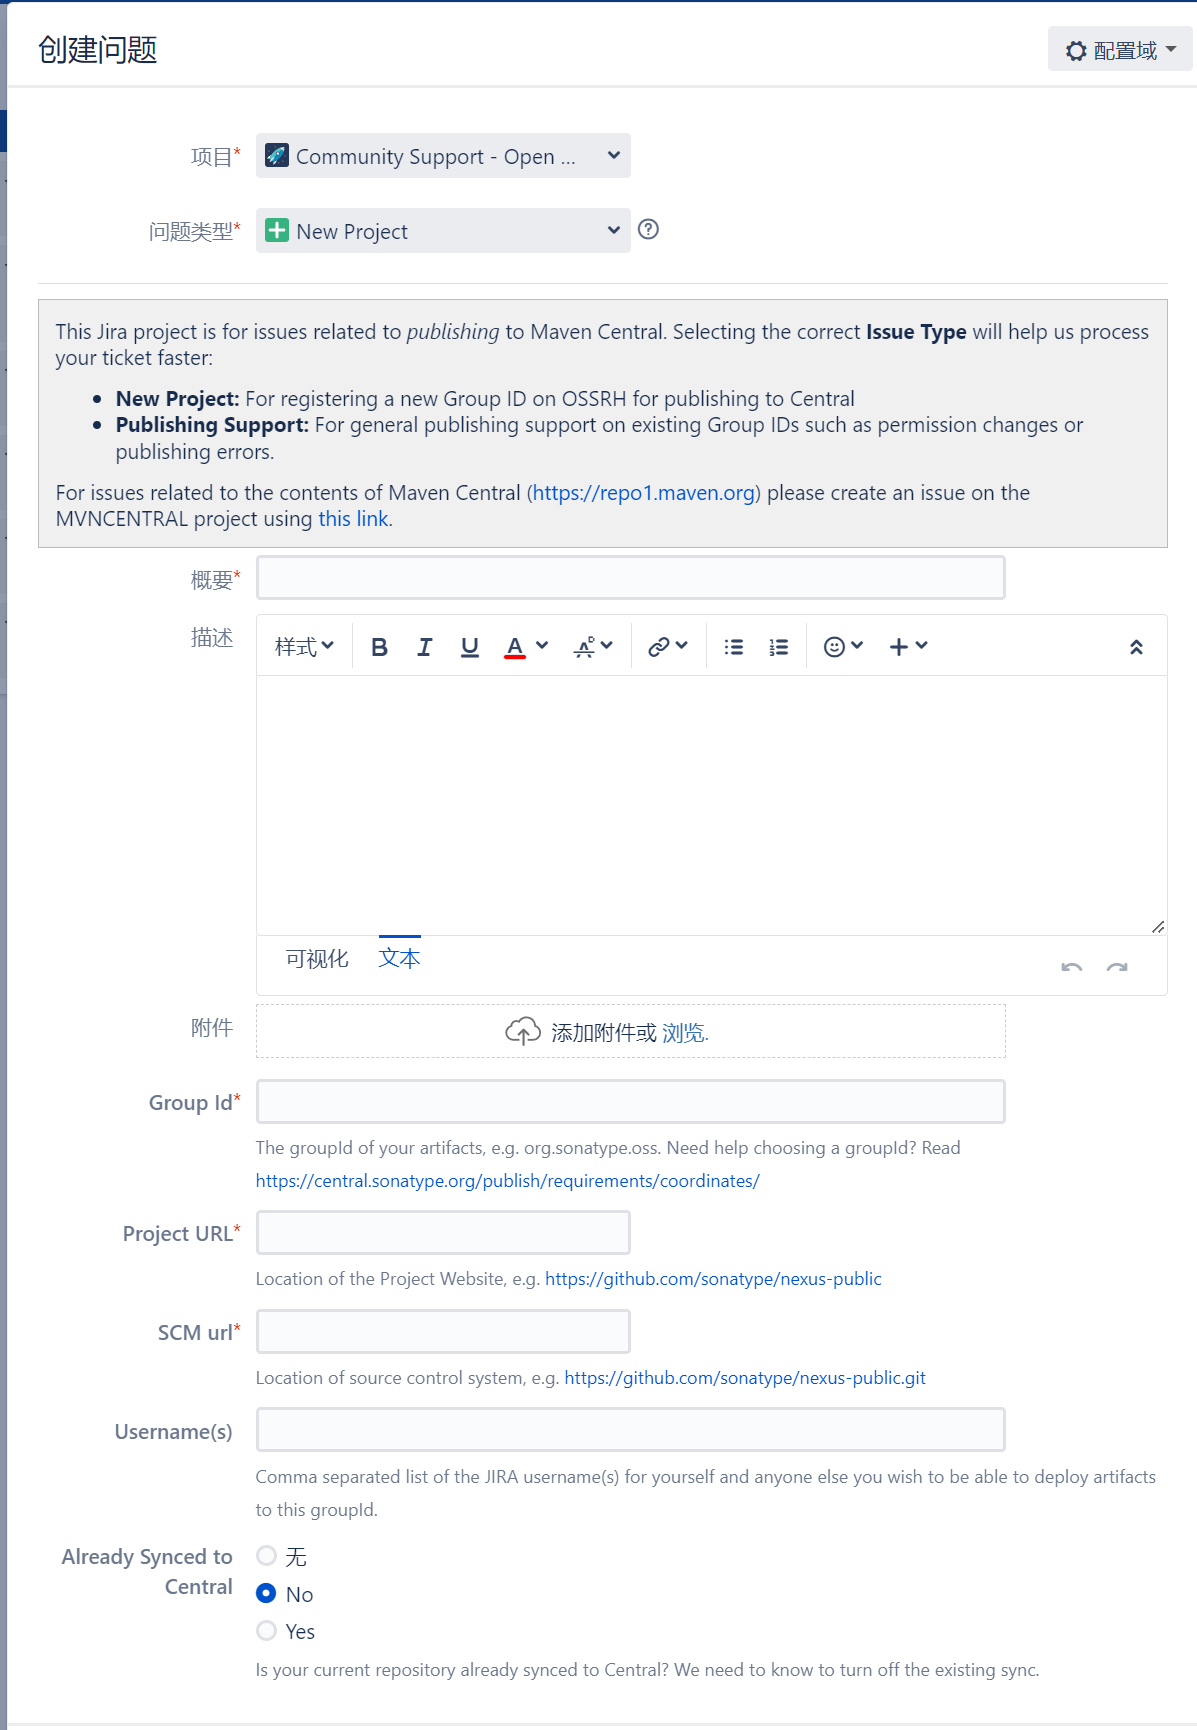 创建问题
配置域
项目*
Community Support - Open ...
问题类型*
New Project
This Jira project is for issues related to publishing to Maven Central. Selecting the correct Issue Type will help us process
your ticket faster:
• New Project: For registering a new Group ID on OSSRH for publishing to Central
• Publishing Support: For general publishing support on existing Group IDs such as permission changes or
publishing errors.
For issues related to the contents of Maven Central (https://repo1.maven.org) please create an issue on the
MVNCENTRAL project using this link.
概要*
描述
样式 B I U A
可视化 文本
附件
添加附件或 浏览.
Group Id*
The groupId of your artifacts, e.g. org.sonatype.oss. Need help choosing a groupId? Read
https://central.sonatype.org/publish/requirements/coordinates/
Project URL*
Location of the Project Website, e.g. https://github.com/sonatype/nexus-public
SCM url*
Location of source control system, e.g. https://github.com/sonatype/nexus-public.git
Username(s)
Comma separated list of the JIRA username(s) for yourself and anyone else you wish to be able to deploy artifacts
to this groupId.
Already Synced to
Central
无
No
Yes
Is your current repository already synced to Central? We need to know to turn off the existing sync.